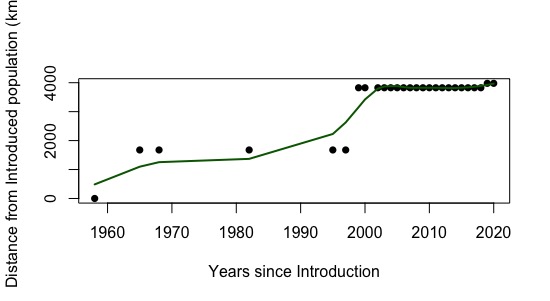 Distance from Introduced population (km
4000
2000
0
1960 1970 1980 1990 2000 2010 2020
Years since Introduction